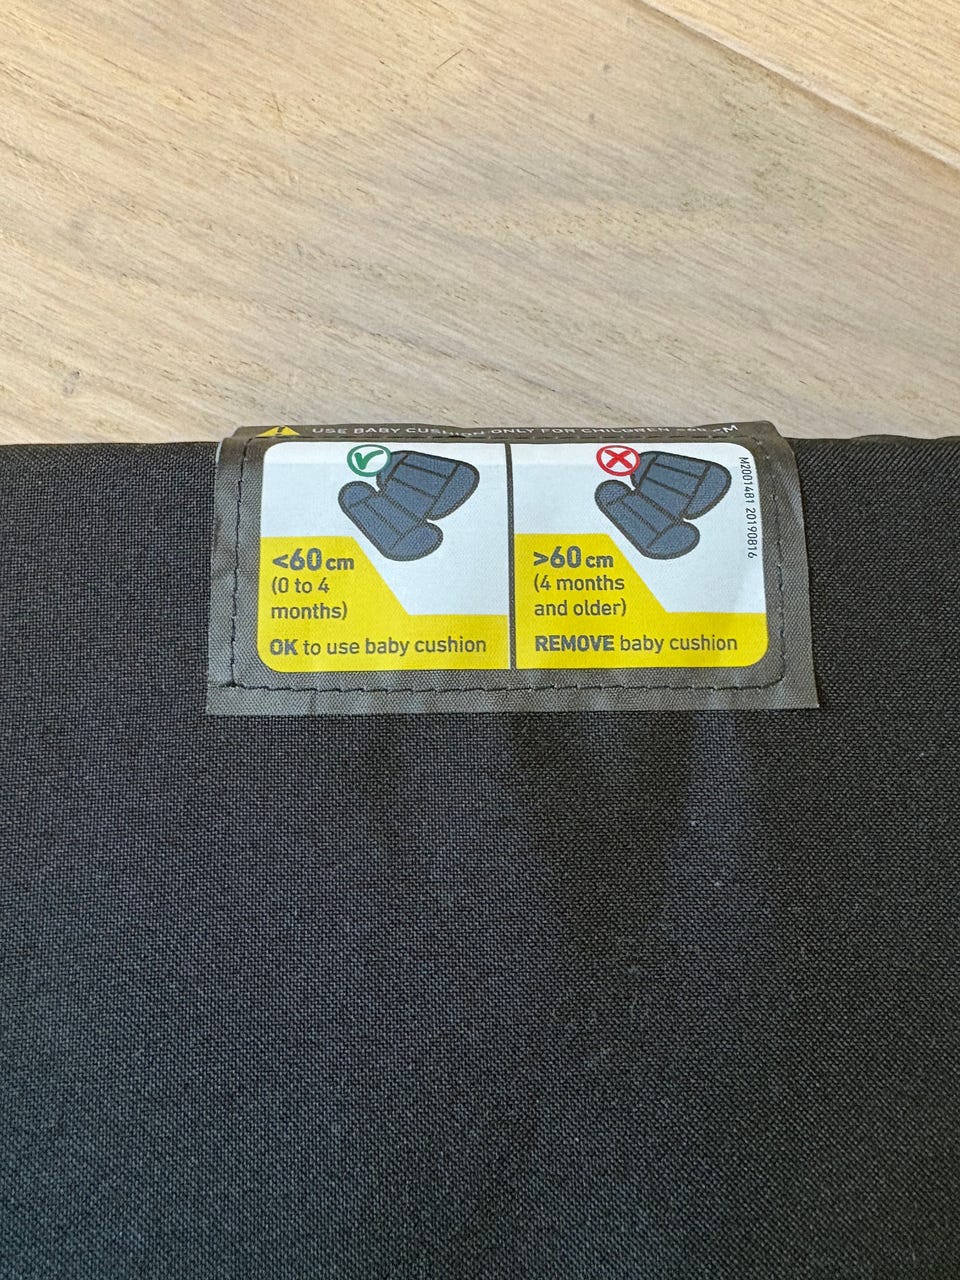 USE BABY CUSHION ONLY FOR CHILDREN
<60 cm
(0 to 4
months)
OK to use baby cushion
>60 cm
(4 months
and older)
REMOVE baby cushion
M2001481 20190816